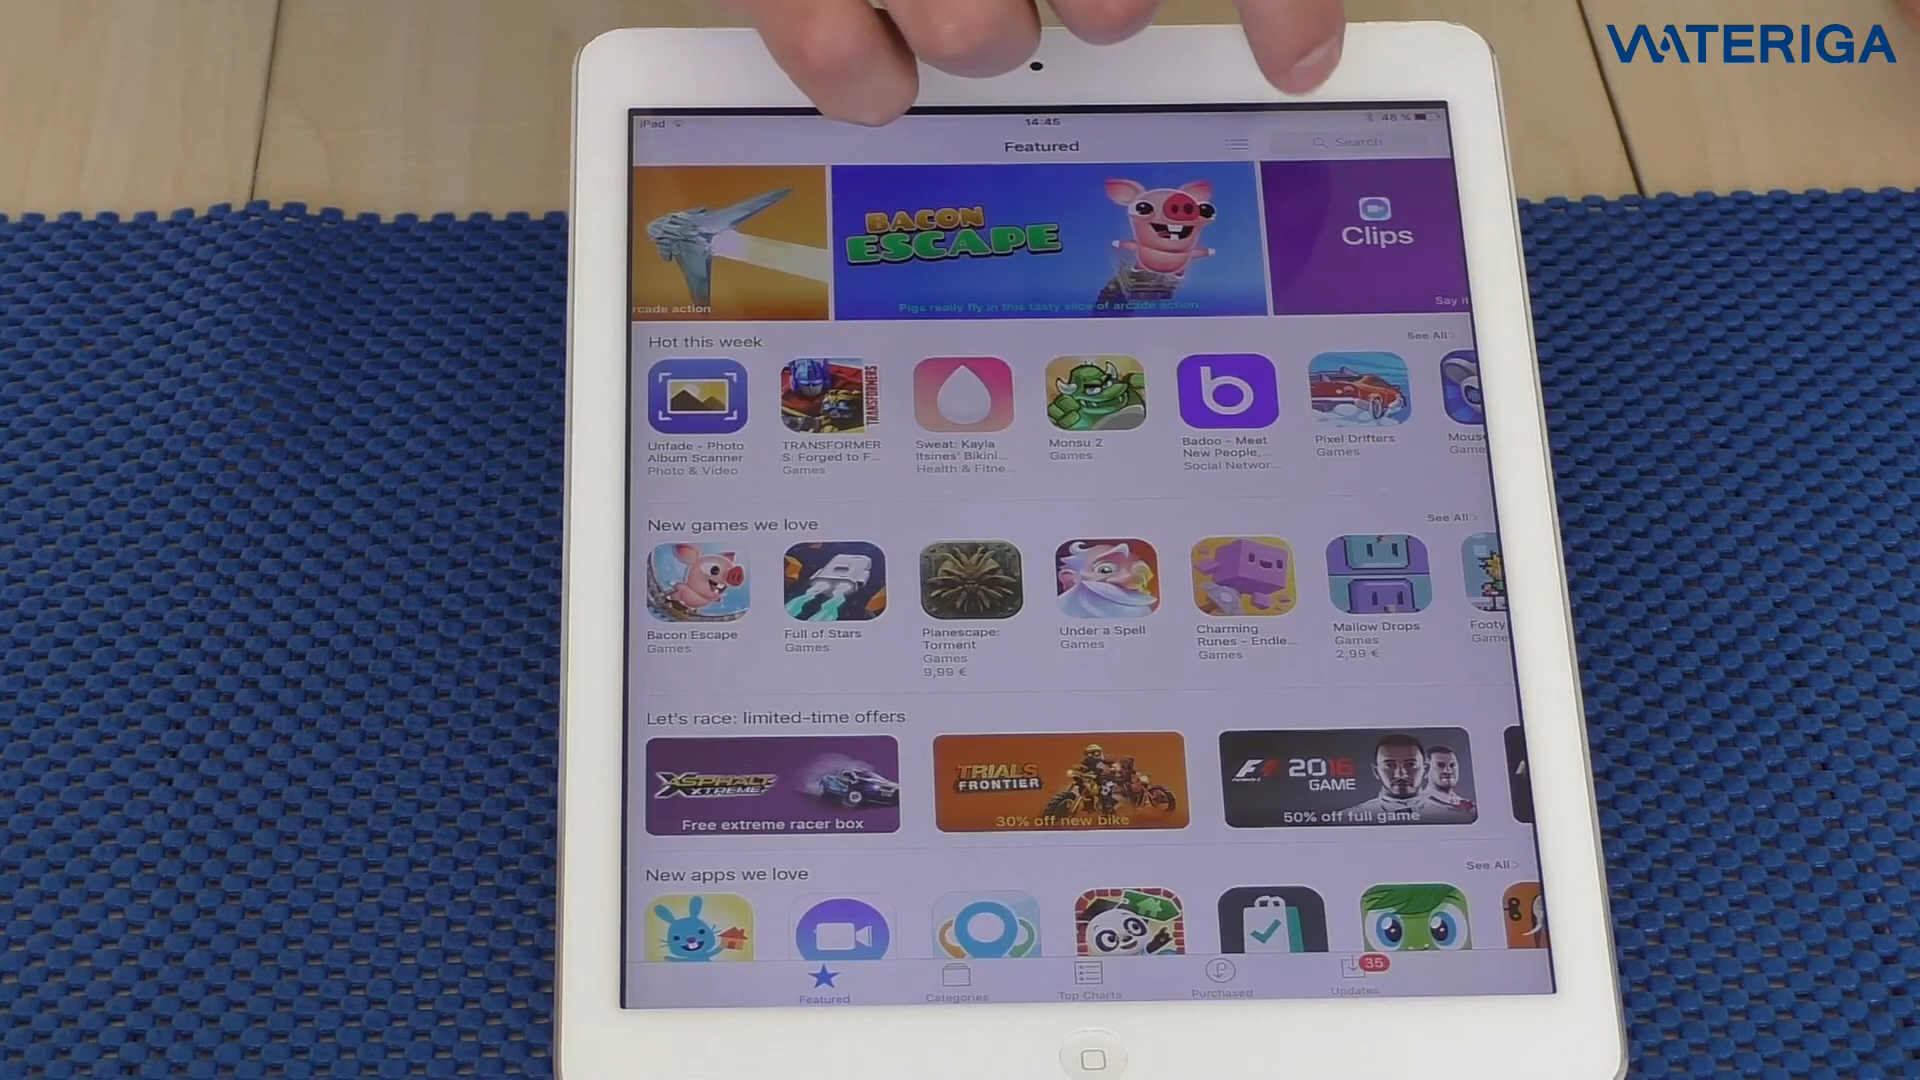 WATERIGA
iPad
14:45
48 %
Featured
Search
rcade action
BACON
ESCAPE
Pigs really fly in this tasty slice of arcade action
Clips
Say it
Hot this week
See All
Unfade - Photo
Album Scanner
Photo & Video
TRANSFORMERS
TRANSFORMER
S: Forged to F...
Games
Sweat: Kayla
Itsines' Bikini...
Health & Fitne...
Monsu 2
Games
b
Badoo - Meet
New People,...
Social Networ...
Pixel Drifters
Games
Mous
Game
New games we love
See All
Bacon Escape
Games
Full of Stars
Games
Planescape:
Torment
Games
9,99 €
Under a Spell
Games
Charming
Runes - Endle...
Games
Mallow Drops
Games
2,99 €
Footy
Game
Let's race: limited-time offers
ASPHALT
XTREME
Free extreme racer box
TRIALS
FRONTIER
30% off new bike
F1 2016
GAME
50% off full game
New apps we love
See All
Featured
Categories
Top Charts
Purchased
35
Updates